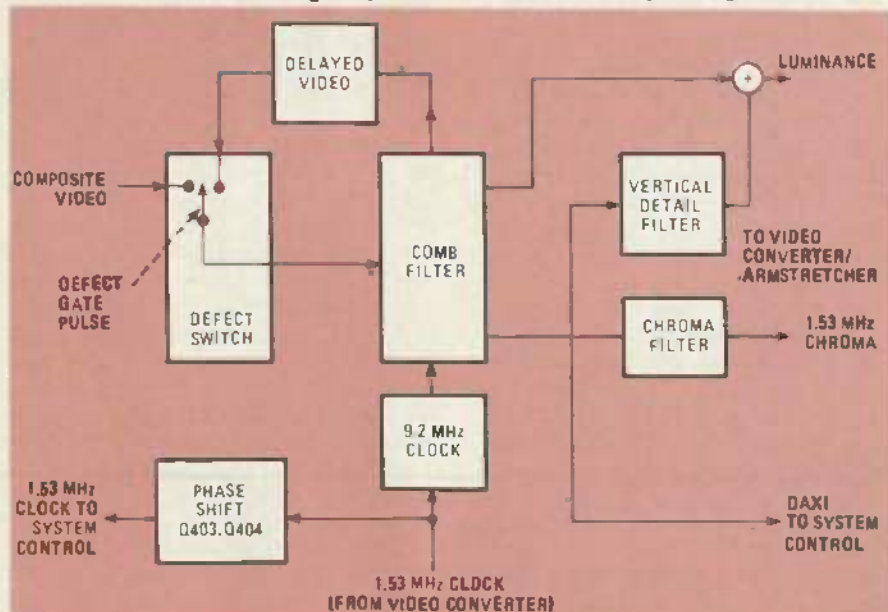 DELAYED
VIDEO
LUMINANCE
COMPOSITE
VIDEO
VERTICAL
DETAIL
FILTER
COMB
FILTER
TO VIDEO
CONVERTER/
ARMSTRETCHER
DEFECT
GATE
PULSE
DEFECT
SWITCH
CHROMA
FILTER
1.53 MHz
CHROMA
9.2 MHz
CLOCK
1.53 MHz
CLOCK TO
SYSTEM
CONTROL
PHASE
SHIFT
Q403,Q404
DAXI
TO SYSTEM
CONTROL
1.53 MHz CLOCK
(FROM VIDEO CONVERTER)